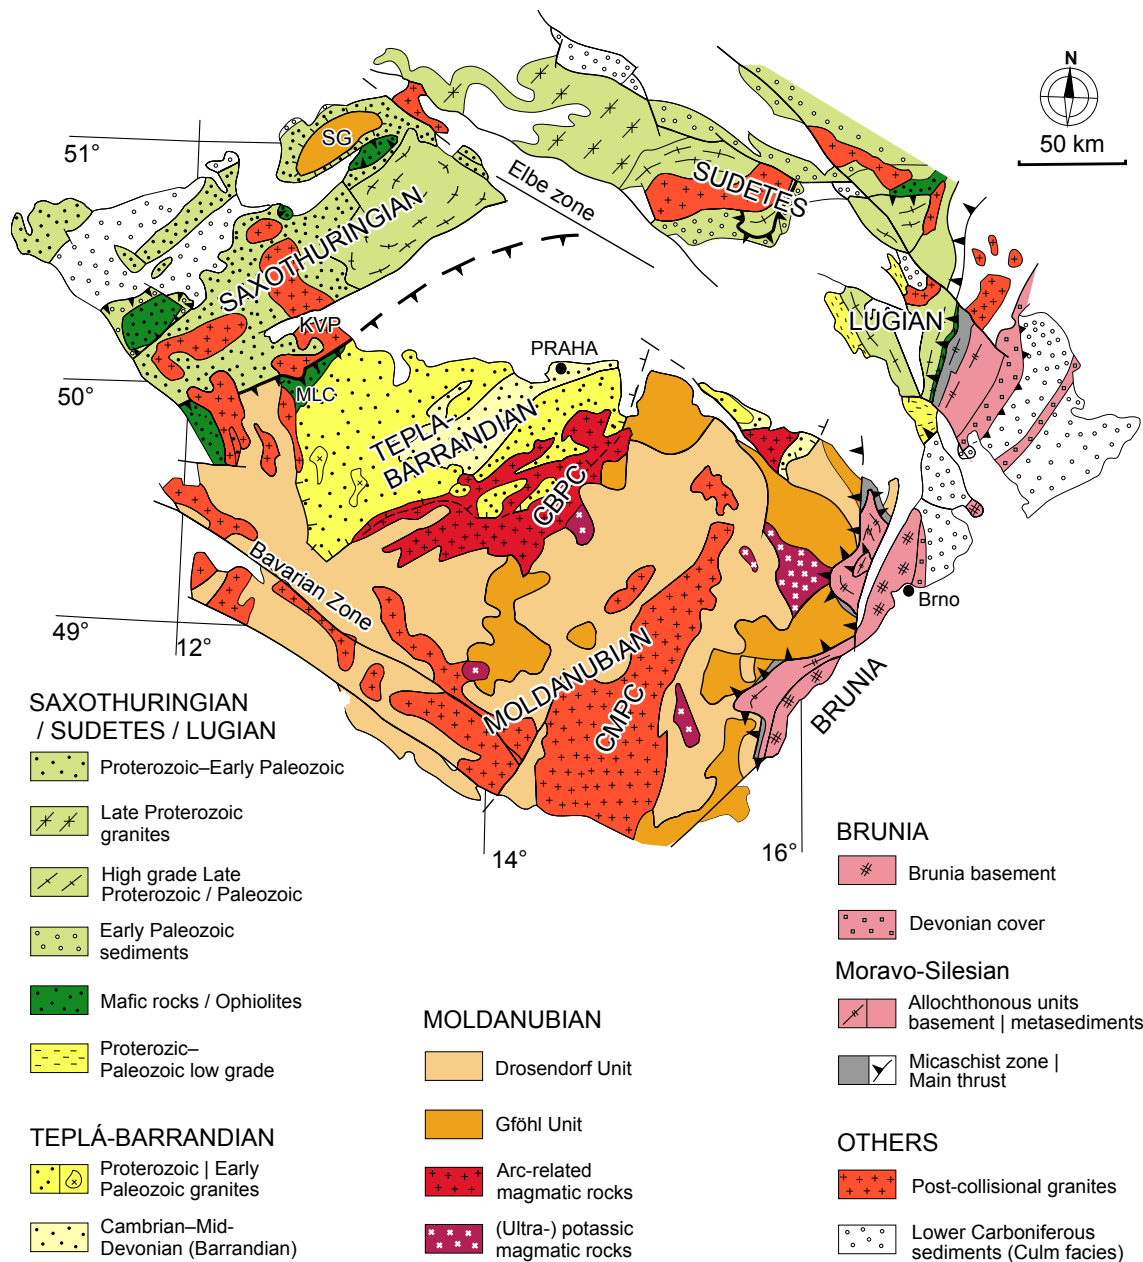 N
50 km
51°
SG
Elbe zone
SUDETES
SAXOTHURINGIAN
KVP
LUGIAN
PRAHA
50°
MLC
TEPLÁ-
BARRANDIAN
CBPC
Bavarian Zone
Brno
49°
12°
MOLDANUBIAN
CMPC
BRUNIA
14°
16°
SAXOTHURINGIAN
/ SUDETES / LUGIAN
Proterozoic–Early Paleozoic
Late Proterozoic
granites
High grade Late
Proterozoic / Paleozoic
Early Paleozoic
sediments
Mafic rocks / Ophiolites
Proterozic–
Paleozoic low grade
TEPLÁ-BARRANDIAN
Proterozoic | Early
Paleozoic granites
Cambrian–Mid-
Devonian (Barrandian)
MOLDANUBIAN
Drosendorf Unit
Gföhl Unit
Arc-related
magmatic rocks
(Ultra-) potassic
magmatic rocks
BRUNIA
Brunia basement
Devonian cover
Moravo-Silesian
Allochthonous units
basement | metasediments
Micaschist zone |
Main thrust
OTHERS
Post-collisional granites
Lower Carboniferous
sediments (Culm facies)